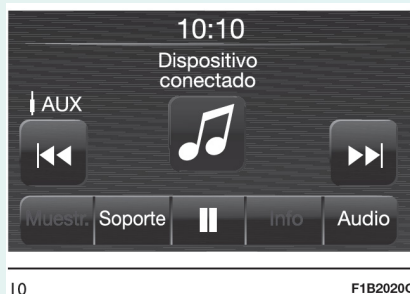 10:10
Dispositivo
conectado
AUX
Muestr. Soporte Info Audio
10
F1B2020C